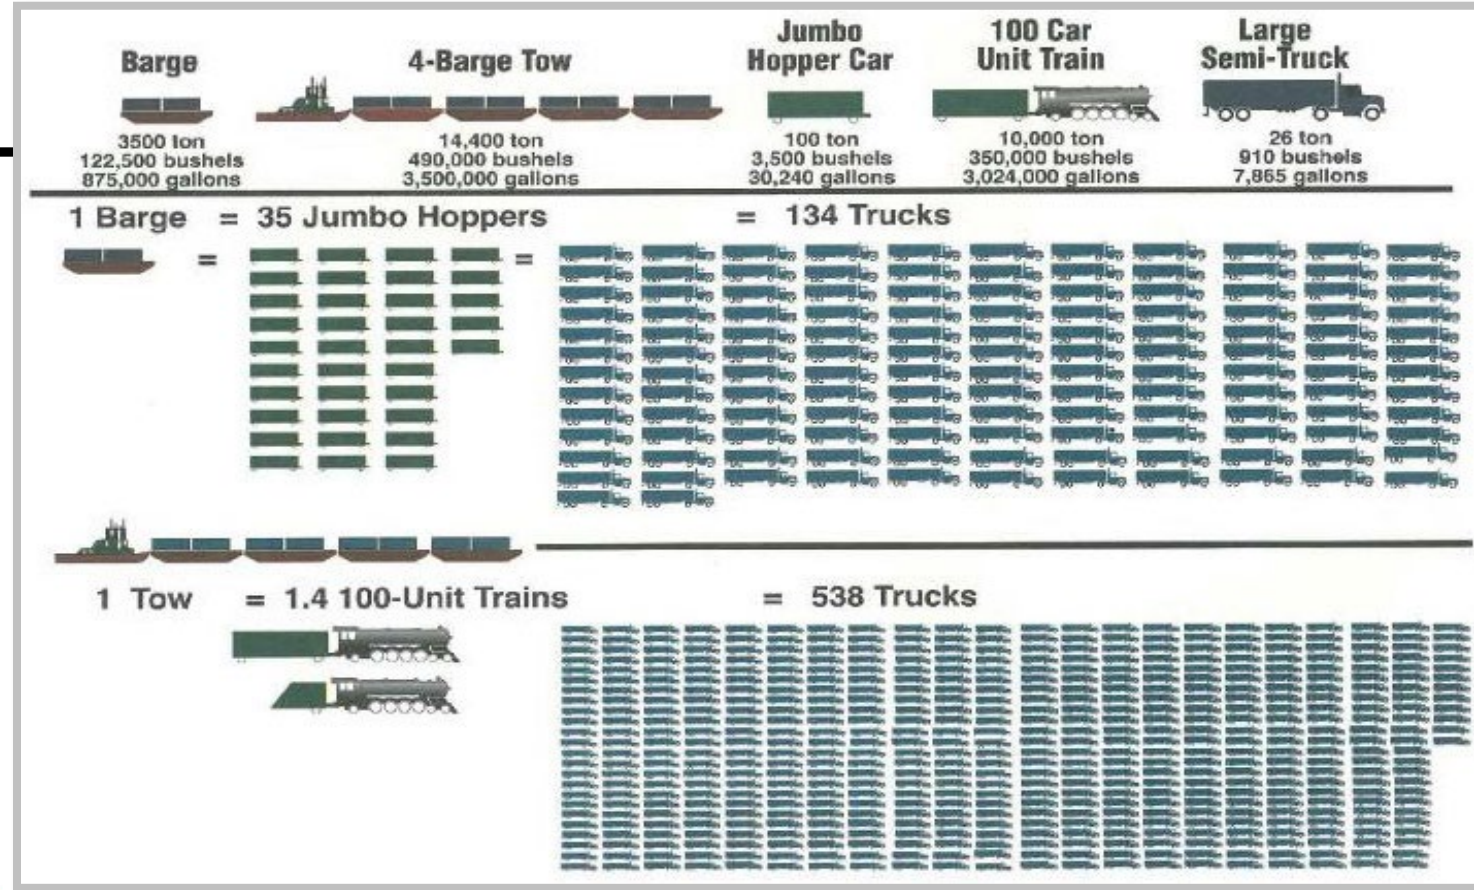 Barge
3500 ton
122,500 bushels
875,000 gallons
4-Barge Tow
14,400 ton
490,000 bushels
3,500,000 gallons
Jumbo
Hopper Car
100 ton
3,500 bushels
30,240 gallons
100 Car
Unit Train
10,000 ton
350,000 bushels
3,024,000 gallons
Large
Semi-Truck
26 ton
910 bushels
7,865 gallons
1 Barge = 35 Jumbo Hoppers = 134 Trucks
= =
1 Tow = 1.4 100-Unit Trains = 538 Trucks